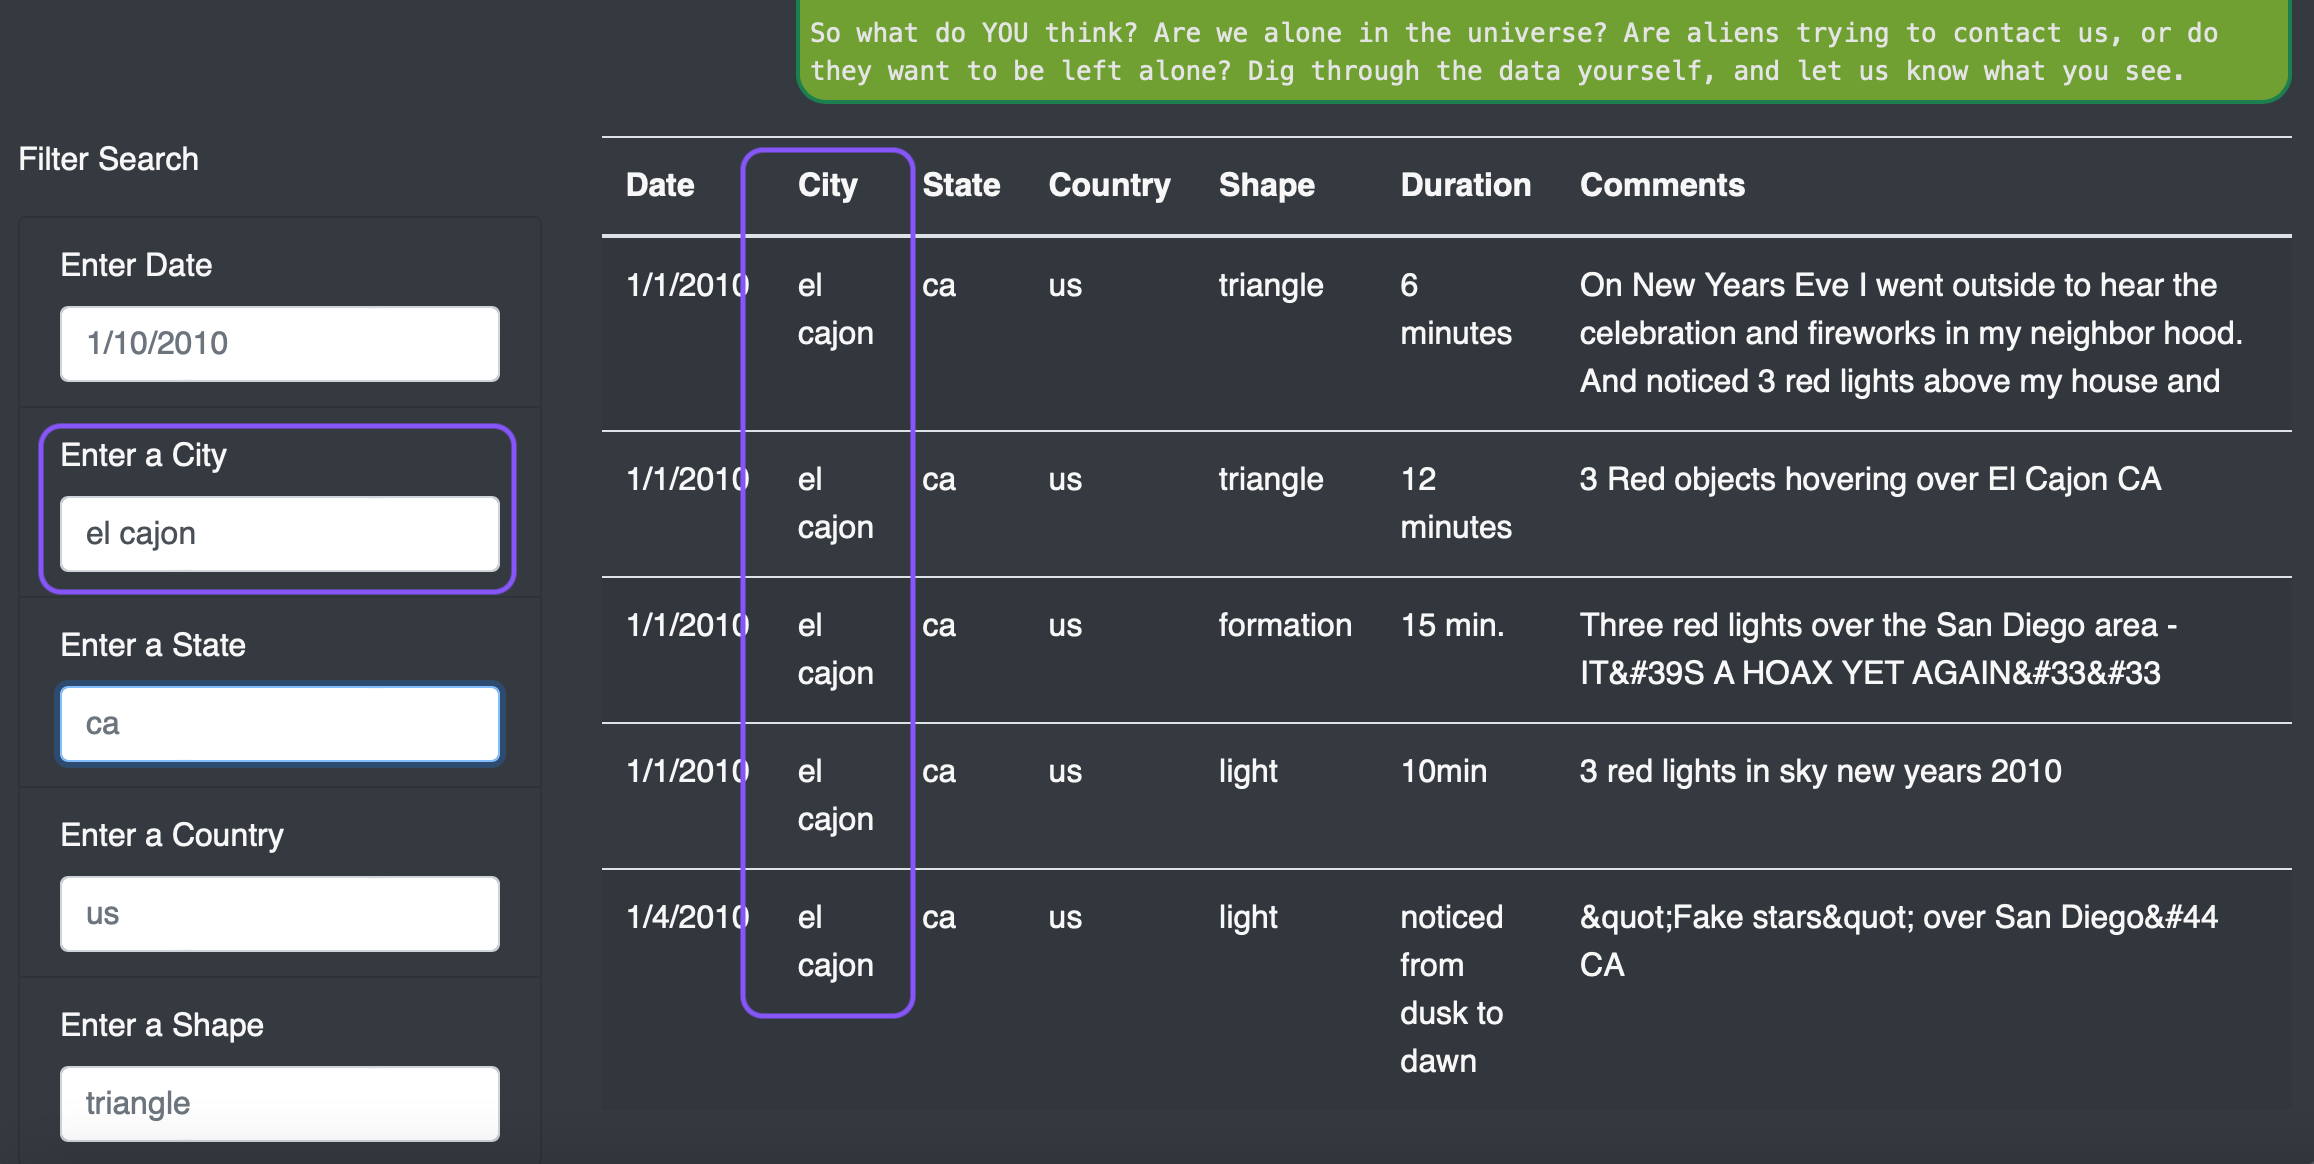 So what do YOU think? Are we alone in the universe? Are aliens trying to contact us, or do
they want to be left alone? Dig through the data yourself, and let us know what you see.
Filter Search
Enter Date
1/10/2010
Enter a City
el cajon
Enter a State
ca
Enter a Country
us
Enter a Shape
triangle
Date City State Country Shape Duration Comments
1/1/2010 el ca us triangle 6 On New Years Eve I went outside to hear the
cajon minutes celebration and fireworks in my neighbor hood.
And noticed 3 red lights above my house and
1/1/2010 el ca us triangle 12 3 Red objects hovering over El Cajon CA
cajon minutes
1/1/2010 el ca us formation 15 min. Three red lights over the San Diego area -
cajon IT&#39S A HOAX YET AGAIN&#33&#33
1/1/2010 el ca us light 10min 3 red lights in sky new years 2010
cajon
1/4/2010 el ca us light noticed &quot;Fake stars&quot; over San Diego&#44
cajon from CA
dusk to
dawn